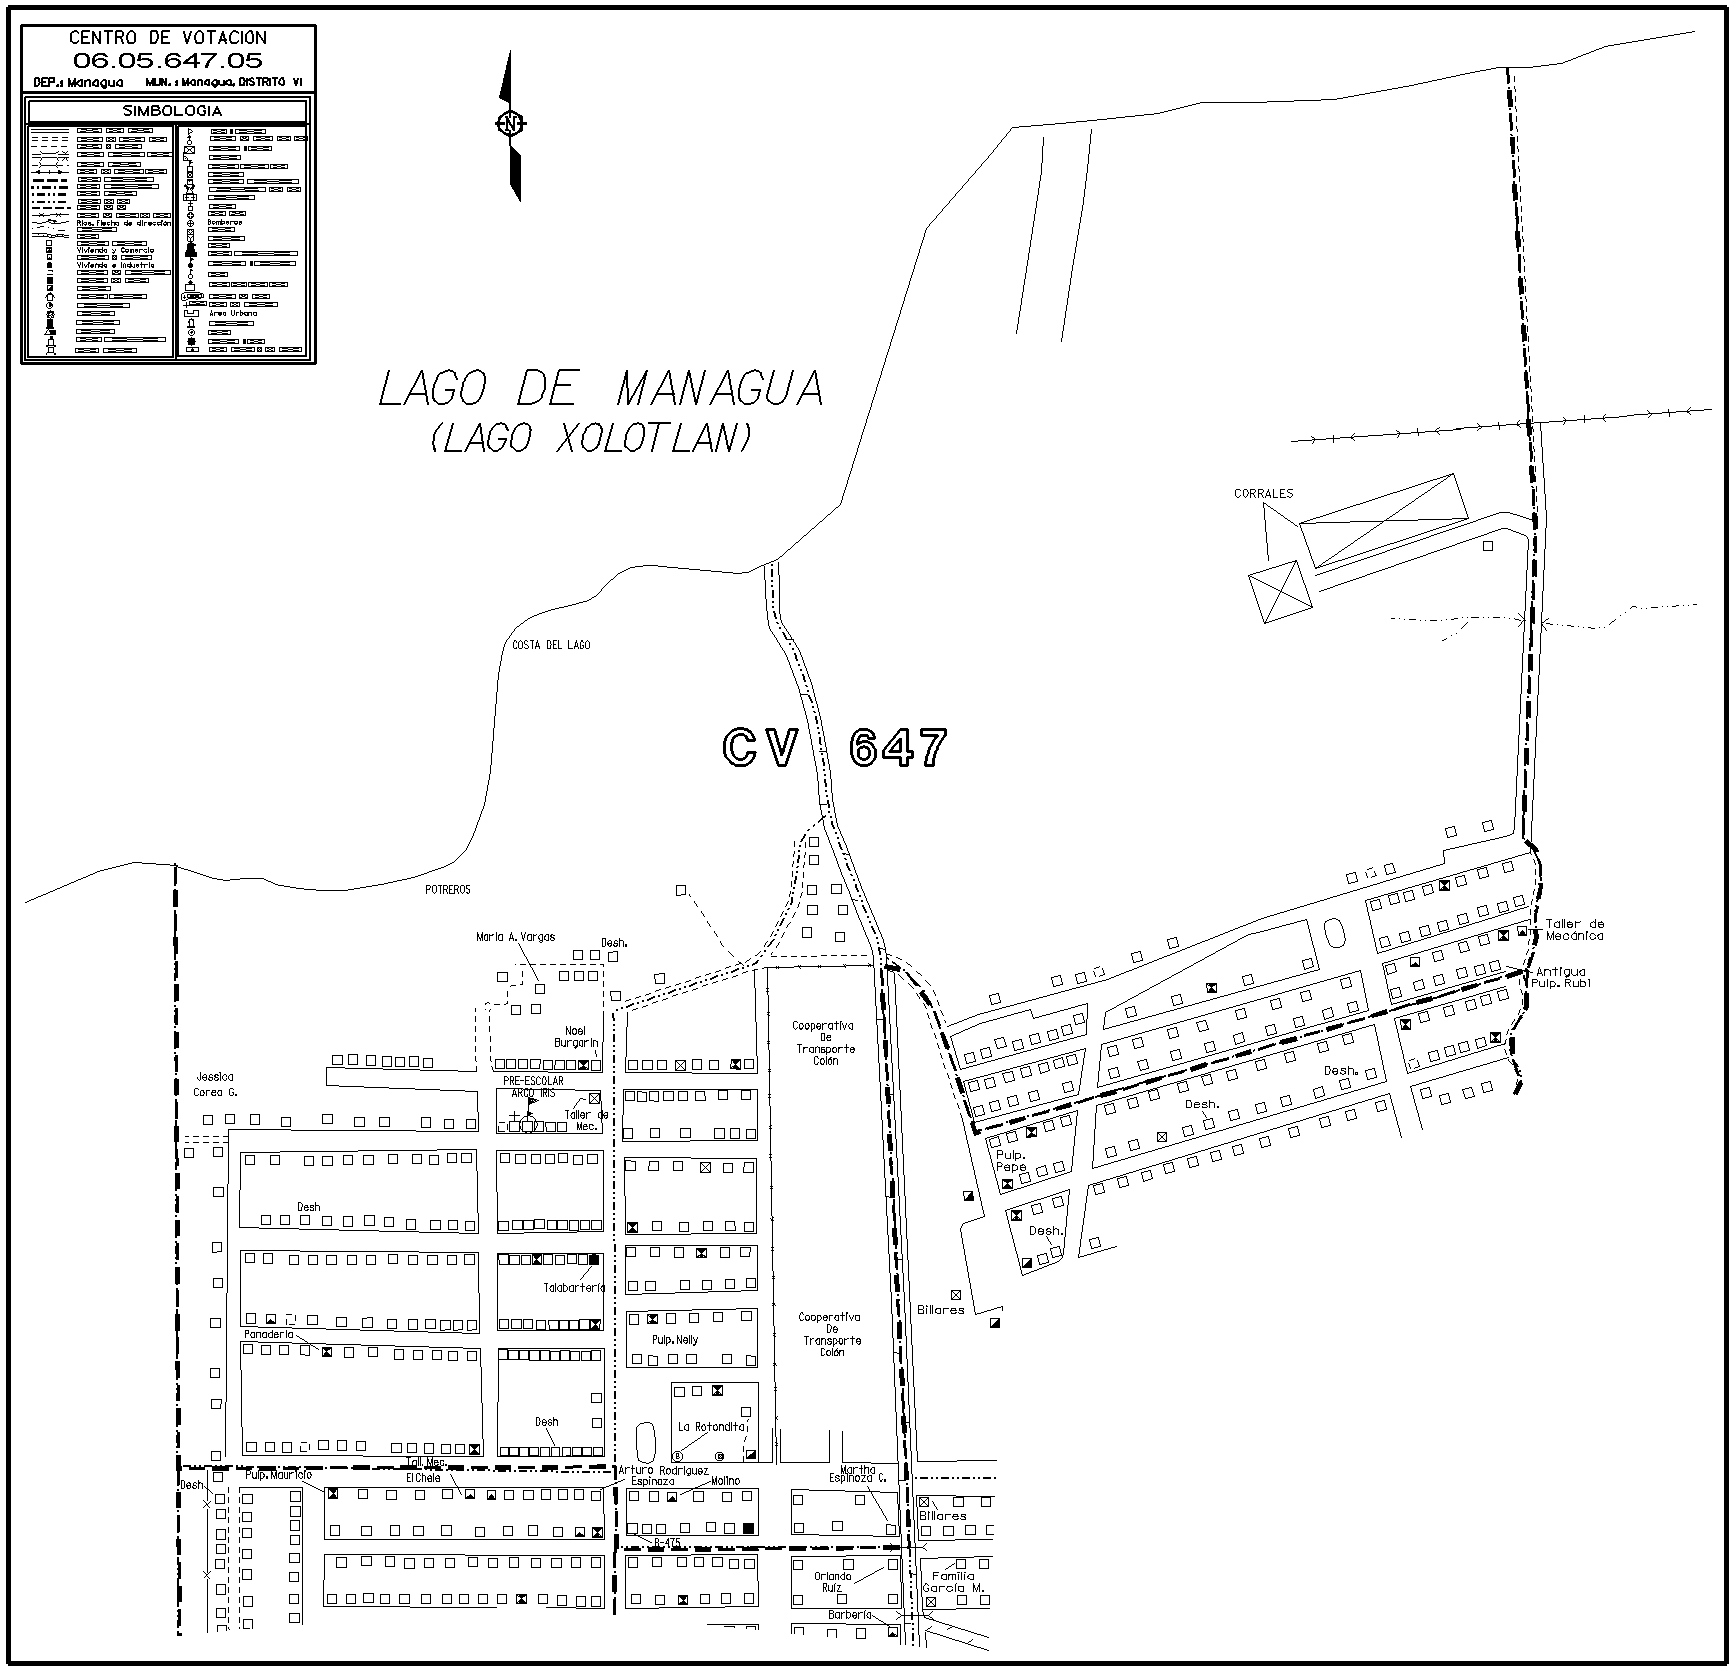 CENTRO DE VOTACION
06.05.647.05
DEP.: Managua MUN.: Managua, DISTRITO VI
SIMBOLOGIA
Rios, Flecha de dirección
Vivienda y Comercio
Vivienda e Industria
Bomberos
Area Urbana
N
LAGO DE MANAGUA
(LAGO XOLOTLAN)
CORRALES
COSTA DEL LAGO
CV 647
POTREROS
Maria A. Vargas
Desh.
Taller de
Mecánica
Antigua
Pulp. Rubi
Noel
Burgarin
Cooperativa
De
Transporte
Colón
Jessica
Corea G.
PRE-ESCOLAR
ARCO IRIS
Taller de
Mec.
Desh.
Desh.
Pulp.
Pepe
Desh
Desh.
Talabartería
Billares
Panadería
Pulp. Nelly
Cooperativa
De
Transporte
Colón
Desh
La Rotondita
Tall. Mec.
El Chele
Pulp. Mauricio
Desh
Arturo Rodriguez
Espinoza
Molino
Martha
Espinoza C.
Billares
B-475
Orlando
Ruíz
Familia
García M.
Barbería